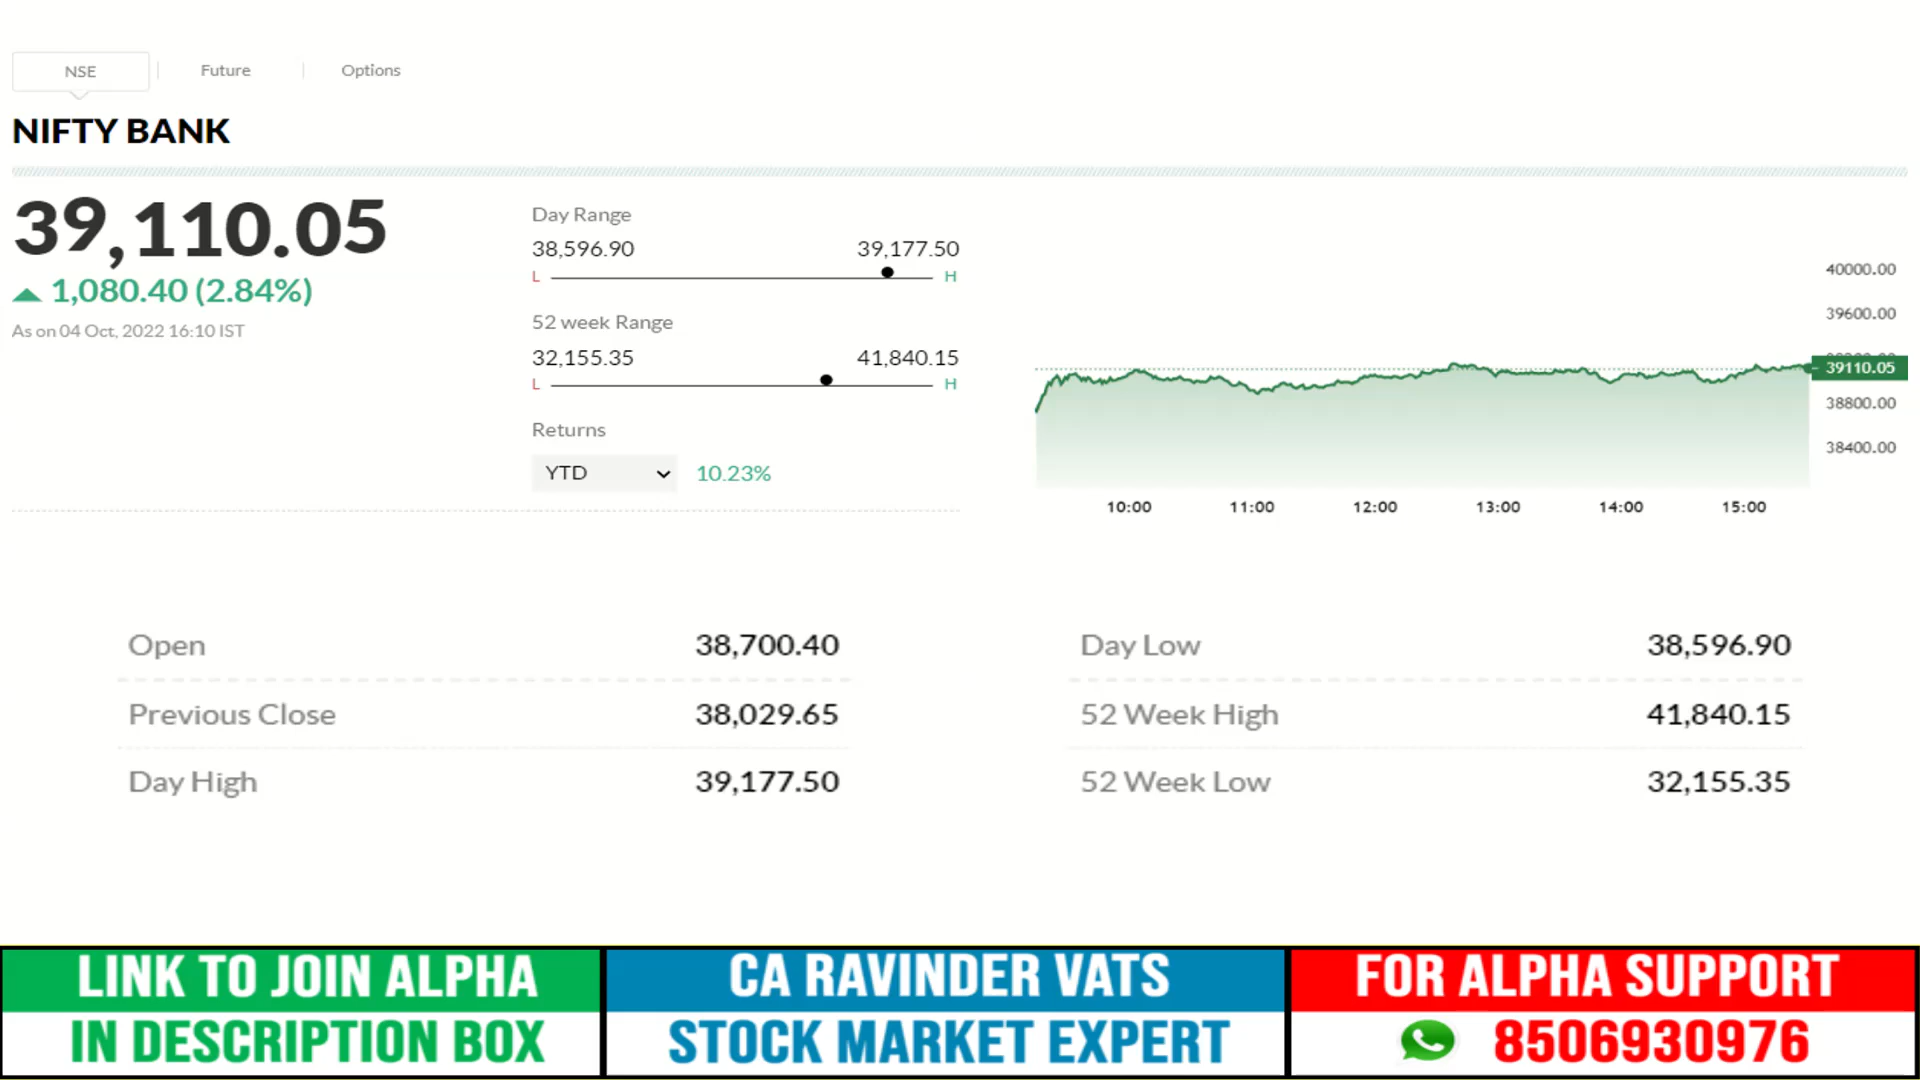 NSE
Future
Options
NIFTY BANK
39,110.05
1,080.40 (2.84%)
As on 04 Oct, 2022 16:10 IST
Day Range
38,596.90 39,177.50
L H
52 week Range
32,155.35 41,840.15
L H
Returns
YTD 10.23%
40000.00
39600.00
39110.05
38800.00
38400.00
10:00 11:00 12:00 13:00 14:00 15:00
Open 38,700.40
Previous Close 38,029.65
Day High 39,177.50
Day Low 38,596.90
52 Week High 41,840.15
52 Week Low 32,155.35
LINK TO JOIN ALPHA
IN DESCRIPTION BOX
CA RAVINDER VATS
STOCK MARKET EXPERT
FOR ALPHA SUPPORT
8506930976